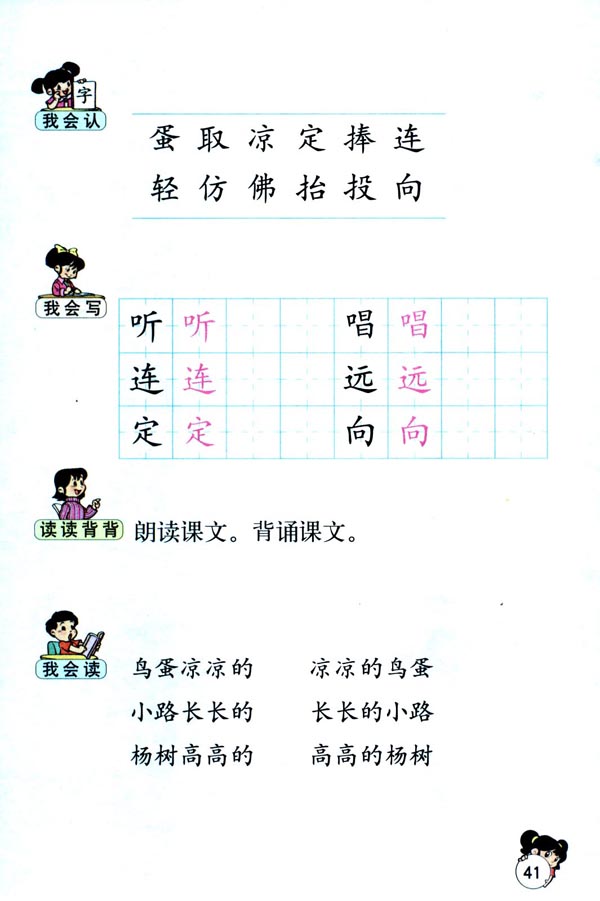 字
我会认
蛋 取 凉 定 捧 连
轻 仿 佛 抬 投 向
我会写
听 听 唱 唱
连 连 远 远
定 定 向 向
读读背背 朗读课文。背诵课文。
我会读
鸟蛋凉凉的 凉凉的鸟蛋
小路长长的 长长的小路
杨树高高的 高高的杨树
41